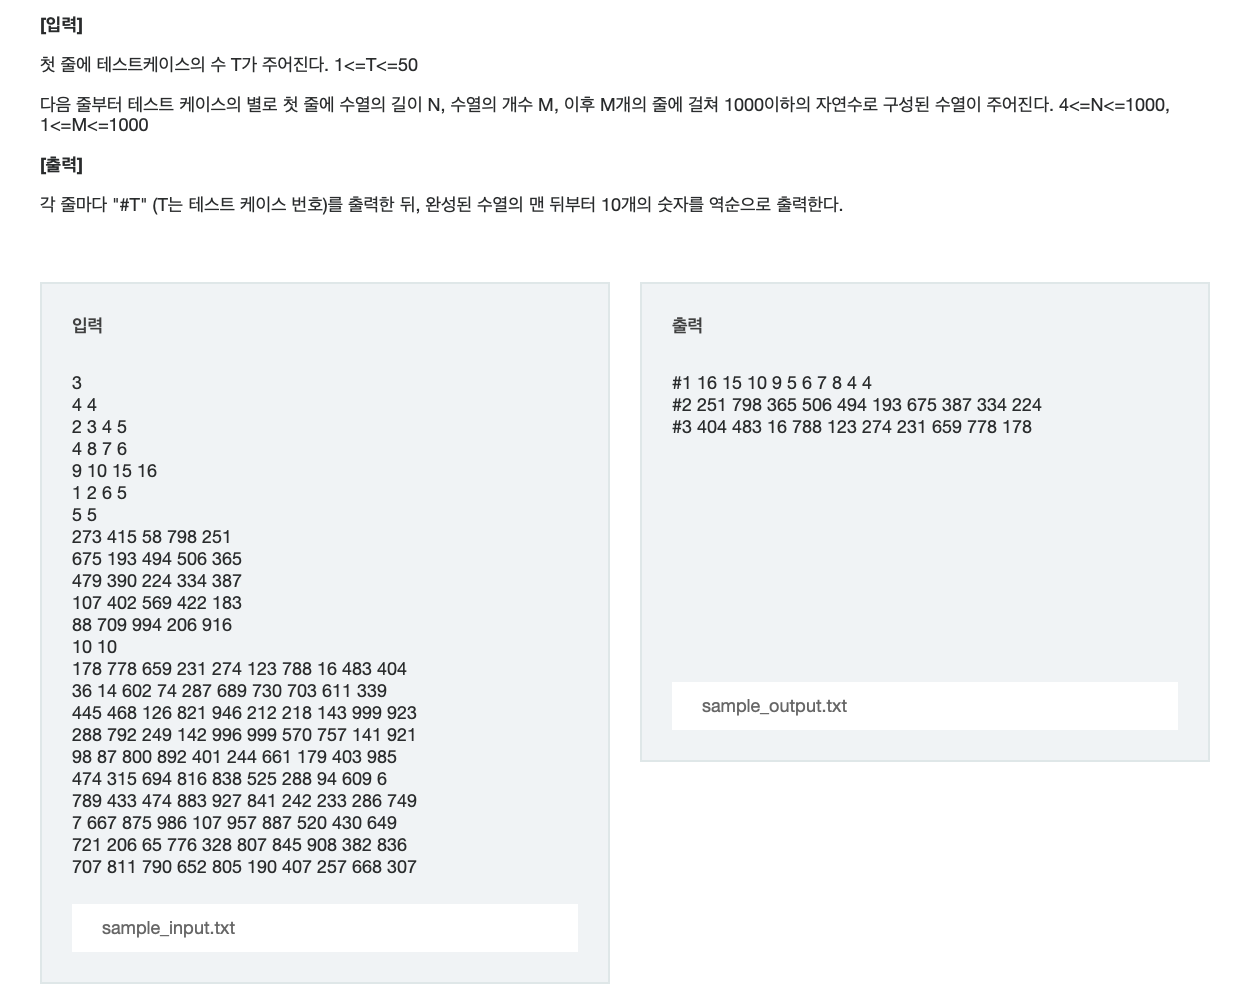 [입력]
첫 줄에 테스트케이스의 수 T가 주어진다. 1<=T<=50
다음 줄부터 테스트 케이스의 별로 첫 줄에 수열의 길이 N, 수열의 개수 M, 이후 M개의 줄에 걸쳐 1000이하의 자연수로 구성된 수열이 주어진다. 4<=N<=1000,
1<=M<=1000
[출력]
각 줄마다 "#T" (T는 테스트 케이스 번호)를 출력한 뒤, 완성된 수열의 맨 뒤부터 10개의 숫자를 역순으로 출력한다.
입력
3
4 4
2 3 4 5
4 8 7 6
9 10 15 16
1 2 6 5
5 5
273 415 58 798 251
675 193 494 506 365
479 390 224 334 387
107 402 569 422 183
88 709 994 206 916
10 10
178 778 659 231 274 123 788 16 483 404
36 14 602 74 287 689 730 703 611 339
445 468 126 821 946 212 218 143 999 923
288 792 249 142 996 999 570 757 141 921
98 87 800 892 401 244 661 179 403 985
474 315 694 816 838 525 288 94 609 6
789 433 474 883 927 841 242 233 286 749
7 667 875 986 107 957 887 520 430 649
721 206 65 776 328 807 845 908 382 836
707 811 790 652 805 190 407 257 668 307
sample_input.txt
출력
#1 16 15 10 9 5 6 7 8 4 4
#2 251 798 365 506 494 193 675 387 334 224
#3 404 483 16 788 123 274 231 659 778 178
sample_output.txt